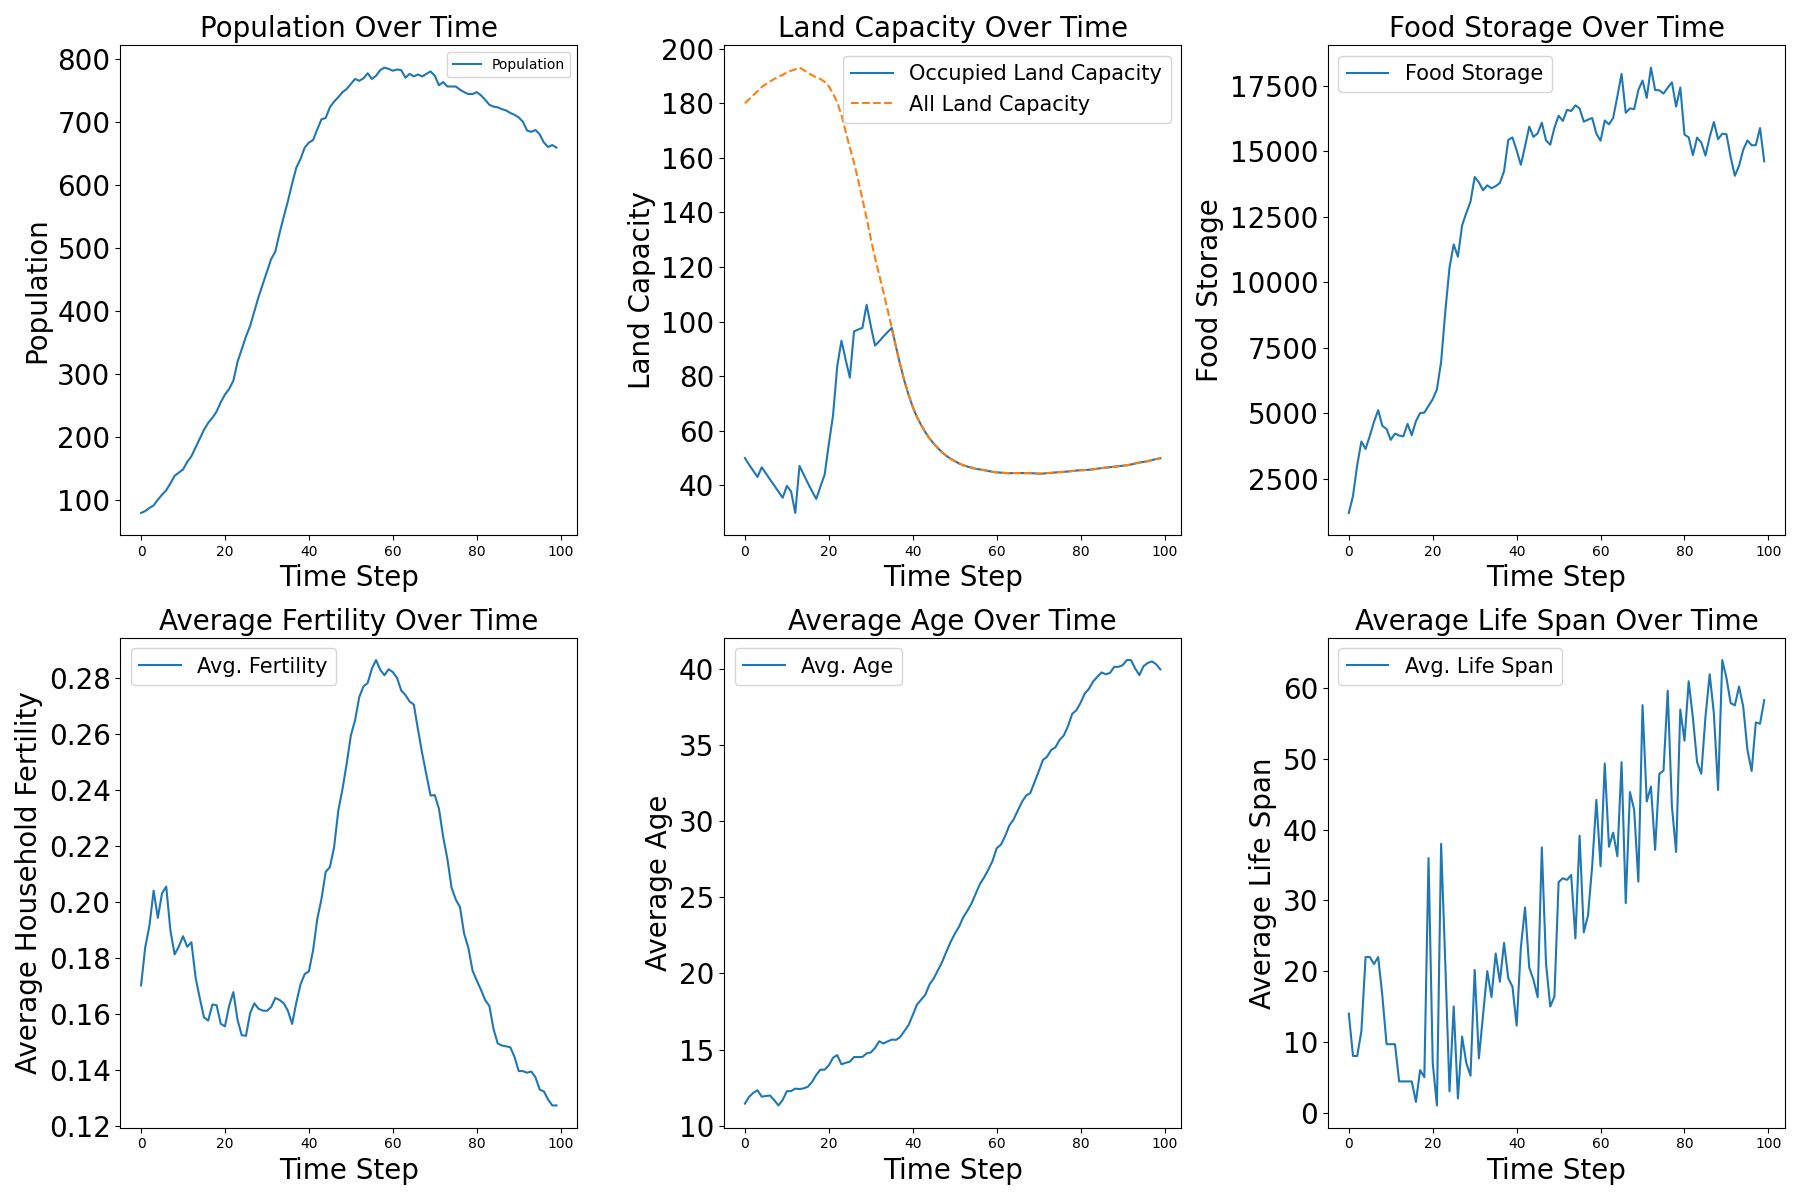 Population Over Time
Population
800
700
600
500
400
300
200
100
Population
0 20 40 60 80 100
Time Step
Land Capacity Over Time
Occupied Land Capacity
All Land Capacity
200
180
160
140
120
100
80
60
40
Land Capacity
0 20 40 60 80 100
Time Step
Food Storage Over Time
Food Storage
17500
15000
12500
10000
7500
5000
2500
Food Storage
0 20 40 60 80 100
Time Step
Average Fertility Over Time
Avg. Fertility
0.28
0.26
0.24
0.22
0.20
0.18
0.16
0.14
0.12
Average Household Fertility
0 20 40 60 80 100
Time Step
Average Age Over Time
Avg. Age
40
35
30
25
20
15
10
Average Age
0 20 40 60 80 100
Time Step
Average Life Span Over Time
Avg. Life Span
60
50
40
30
20
10
0
Average Life Span
0 20 40 60 80 100
Time Step